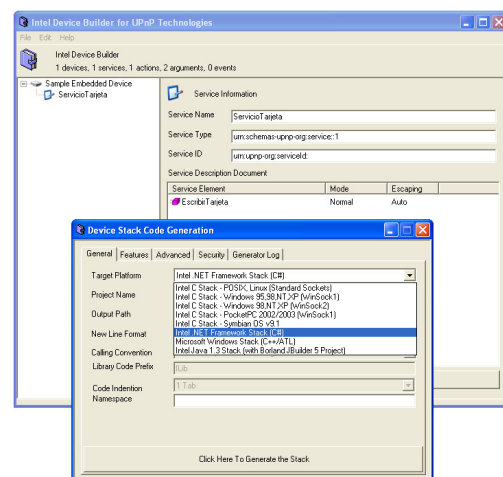 Intel Device Builder for UPnP Technologies
File Edit Help
Intel Device Builder
1 devices, 1 services, 1 actions, 2 arguments, 0 events
Sample Embedded Device
ServicioTarjeta
Service Information
Service Name ServicioTarjeta
Service Type urn:schemas-upnp-org:service::1
Service ID urn:upnp-org:serviceId:
Service Description Document
Service Element Mode Escaping
EscribirTarjeta Normal Auto
Device Stack Code Generation
General Features Advanced Security Generator Log
Target Platform Intel .NET Framework Stack (C#)
Intel C Stack - POSIX, Linux (Standard Sockets)
Project Name Intel C Stack - Windows 95,98,NT,XP (WinSock1)
Intel C Stack - Windows 98,NT,XP (WinSock2)
Output Path Intel C Stack - PocketPC 2002/2003 (WinSock1)
Intel C Stack - Symbian OS v9.1
New Line Format Intel .NET Framework Stack (C#)
Microsoft Windows Stack (C++/ATL)
Calling Convention Intel Java 1.3 Stack (with Borland JBuilder 5 Project)
Library Code Prefix ILib
Code Indention 1 Tab
Namespace
Click Here To Generate the Stack